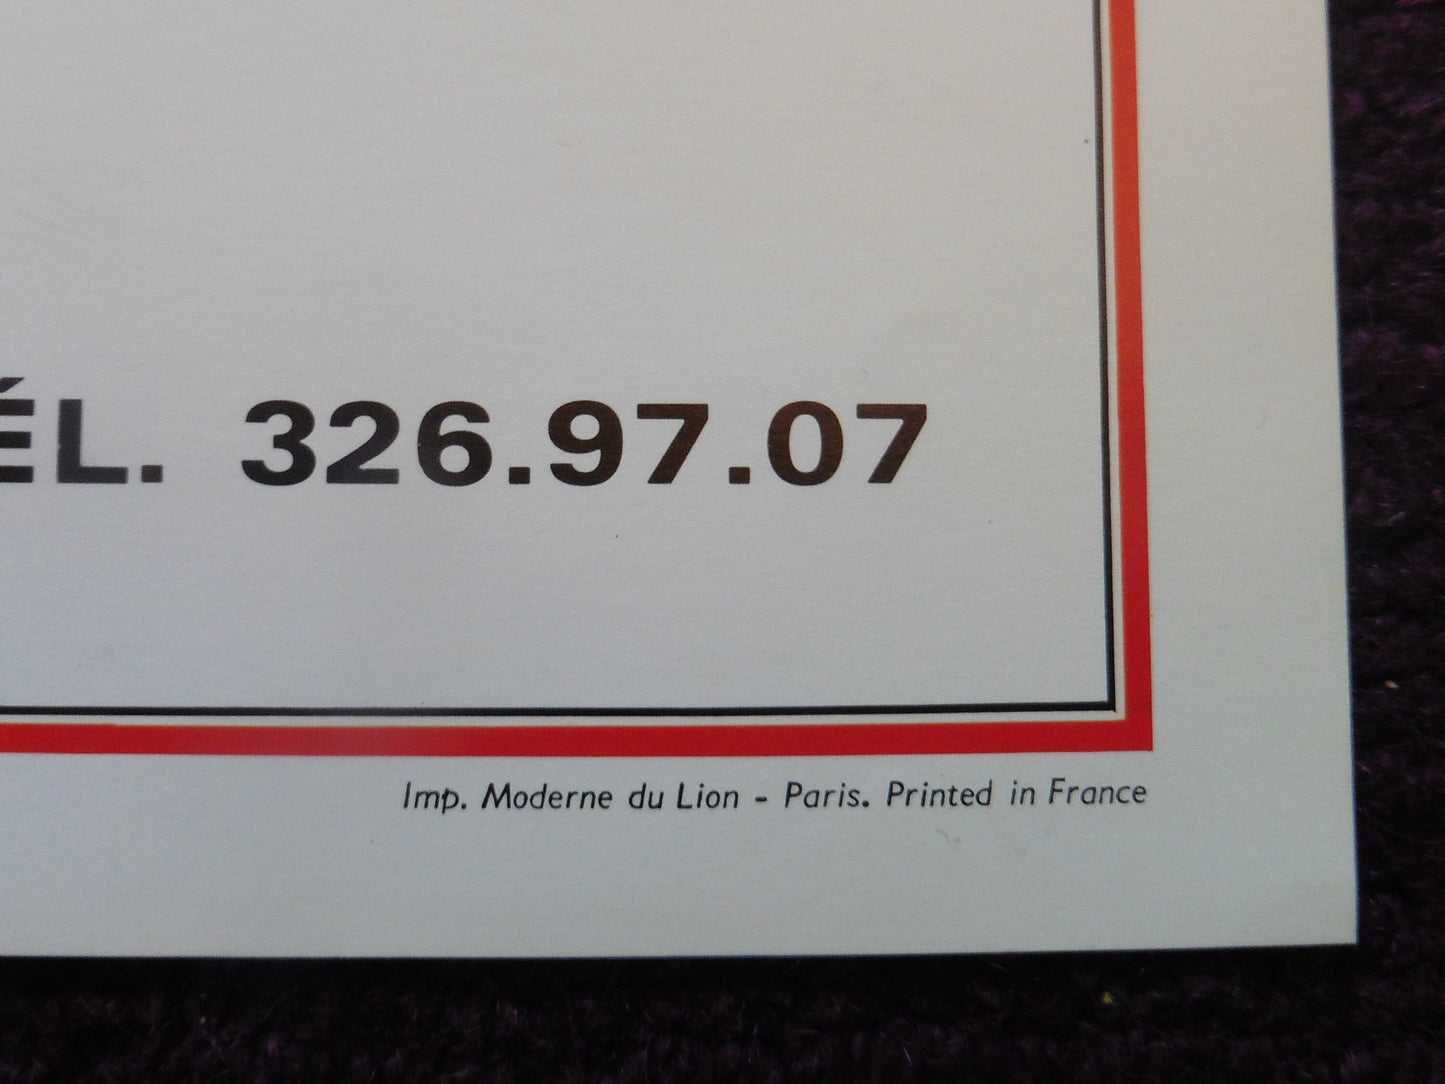 ÉL. 326.97.07
Imp. Moderne du Lion - Paris. Printed in France